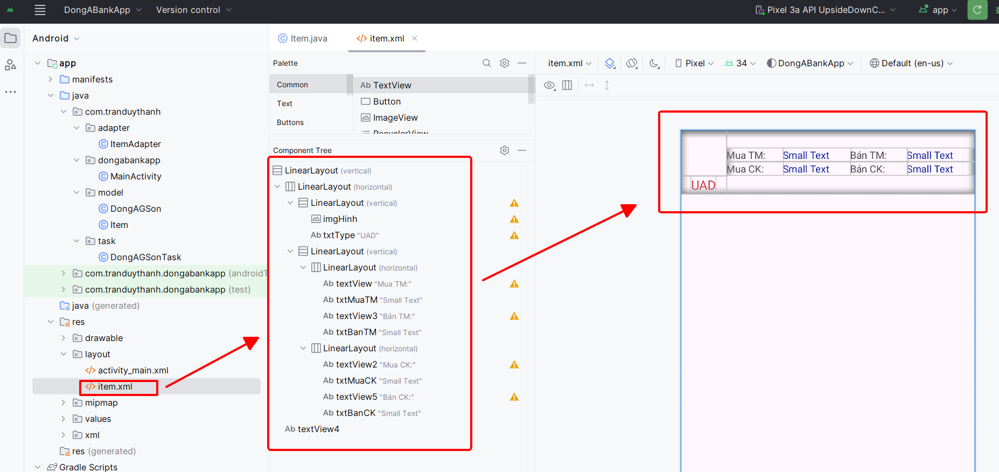 DongABankApp Version control Pixel 3a API UpsideDownC... app
Android
app
manifests
java
com.tranduythanh
adapter
ItemAdapter
dongabankapp
MainActivity
model
DongAGSon
Item
task
DongAGSonTask
com.tranduythanh.dongabankapp (androidT
com.tranduythanh.dongabankapp (test)
java (generated)
res
drawable
layout
activity_main.xml
item.xml
mipmap
values
xml
res (generated)
Gradle Scripts
Item.java item.xml
Palette
Common
Text
Buttons
Ab TextView
Button
ImageView
RecyclerView
Component Tree
LinearLayout (vertical)
LinearLayout (horizontal)
LinearLayout (vertical)
imgHinh
Ab txtType "UAD"
LinearLayout (vertical)
LinearLayout (horizontal)
Ab textView "Mua TM:"
Ab txtMuaTM "Small Text"
Ab textView3 "Bán TM:"
Ab txtBanTM "Small Text"
LinearLayout (horizontal)
Ab textView2 "Mua CK:"
Ab txtMuaCK "Small Text"
Ab textView5 "Bán CK:"
Ab txtBanCK "Small Text"
Ab textView4
item.xml Pixel 34 DongABankApp Default (en-us)
Mua TM: Small Text Bán TM: Small Text
Mua CK: Small Text Bán CK: Small Text
UAD